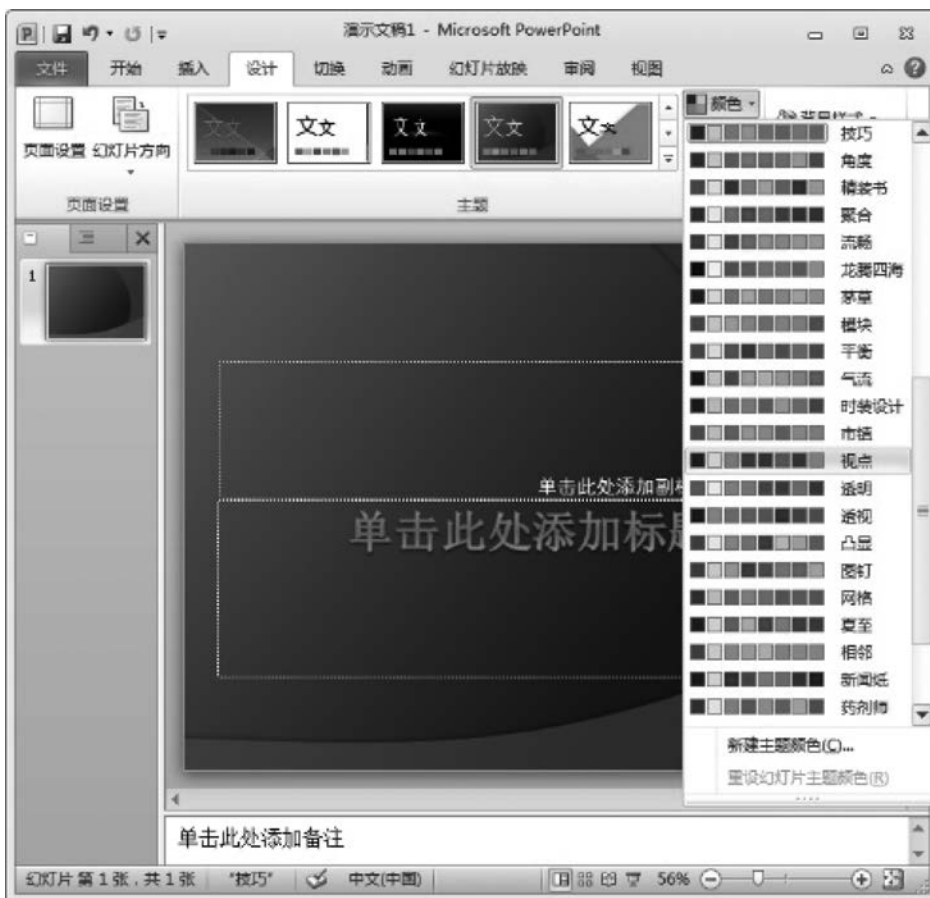 演示文稿1 - Microsoft PowerPoint
文件 开始 插入 设计 切换 动画 幻灯片放映 审阅 视图
文文 文文 文文 文文 文文
颜色
背景样式
页面设置 幻灯片方向
页面设置 主题
技巧
角度
精装书
聚合
流畅
龙腾四海
茅草
模块
平衡
气流
时装设计
市镇
视点
透明
透视
凸显
图钉
网格
夏至
相邻
新闻纸
药剂师
新建主题颜色(C)...
重设幻灯片主题颜色(R)
1
单击此处添加副
单击此处添加标题
单击此处添加备注
幻灯片 第 1 张，共 1 张 "技巧" 中文(中国) 56%